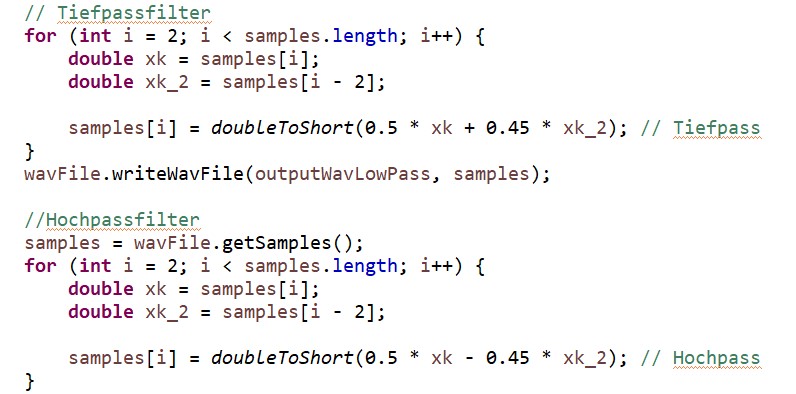 // Tiefpassfilter
for (int i = 2; i < samples.length; i++) {
    double xk = samples[i];
    double xk_2 = samples[i - 2];

    samples[i] = doubleToShort(0.5 * xk + 0.45 * xk_2); // Tiefpass
}
wavFile.writeWavFile(outputWavLowPass, samples);

//Hochpassfilter
samples = wavFile.getSamples();
for (int i = 2; i < samples.length; i++) {
    double xk = samples[i];
    double xk_2 = samples[i - 2];

    samples[i] = doubleToShort(0.5 * xk - 0.45 * xk_2); // Hochpass
}